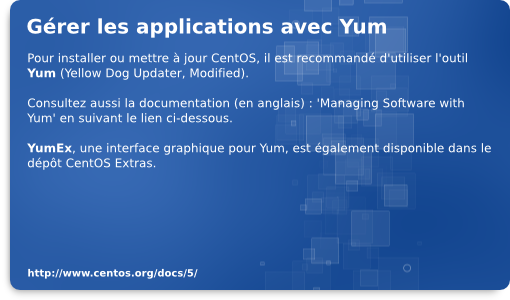 Gérer les applications avec Yum
Pour installer ou mettre à jour CentOS, il est recommandé d'utiliser l'outil
Yum (Yellow Dog Updater, Modified).
Consultez aussi la documentation (en anglais) : 'Managing Software with
Yum' en suivant le lien ci-dessous.
YumEx, une interface graphique pour Yum, est également disponible dans le
dépôt CentOS Extras.
http://www.centos.org/docs/5/